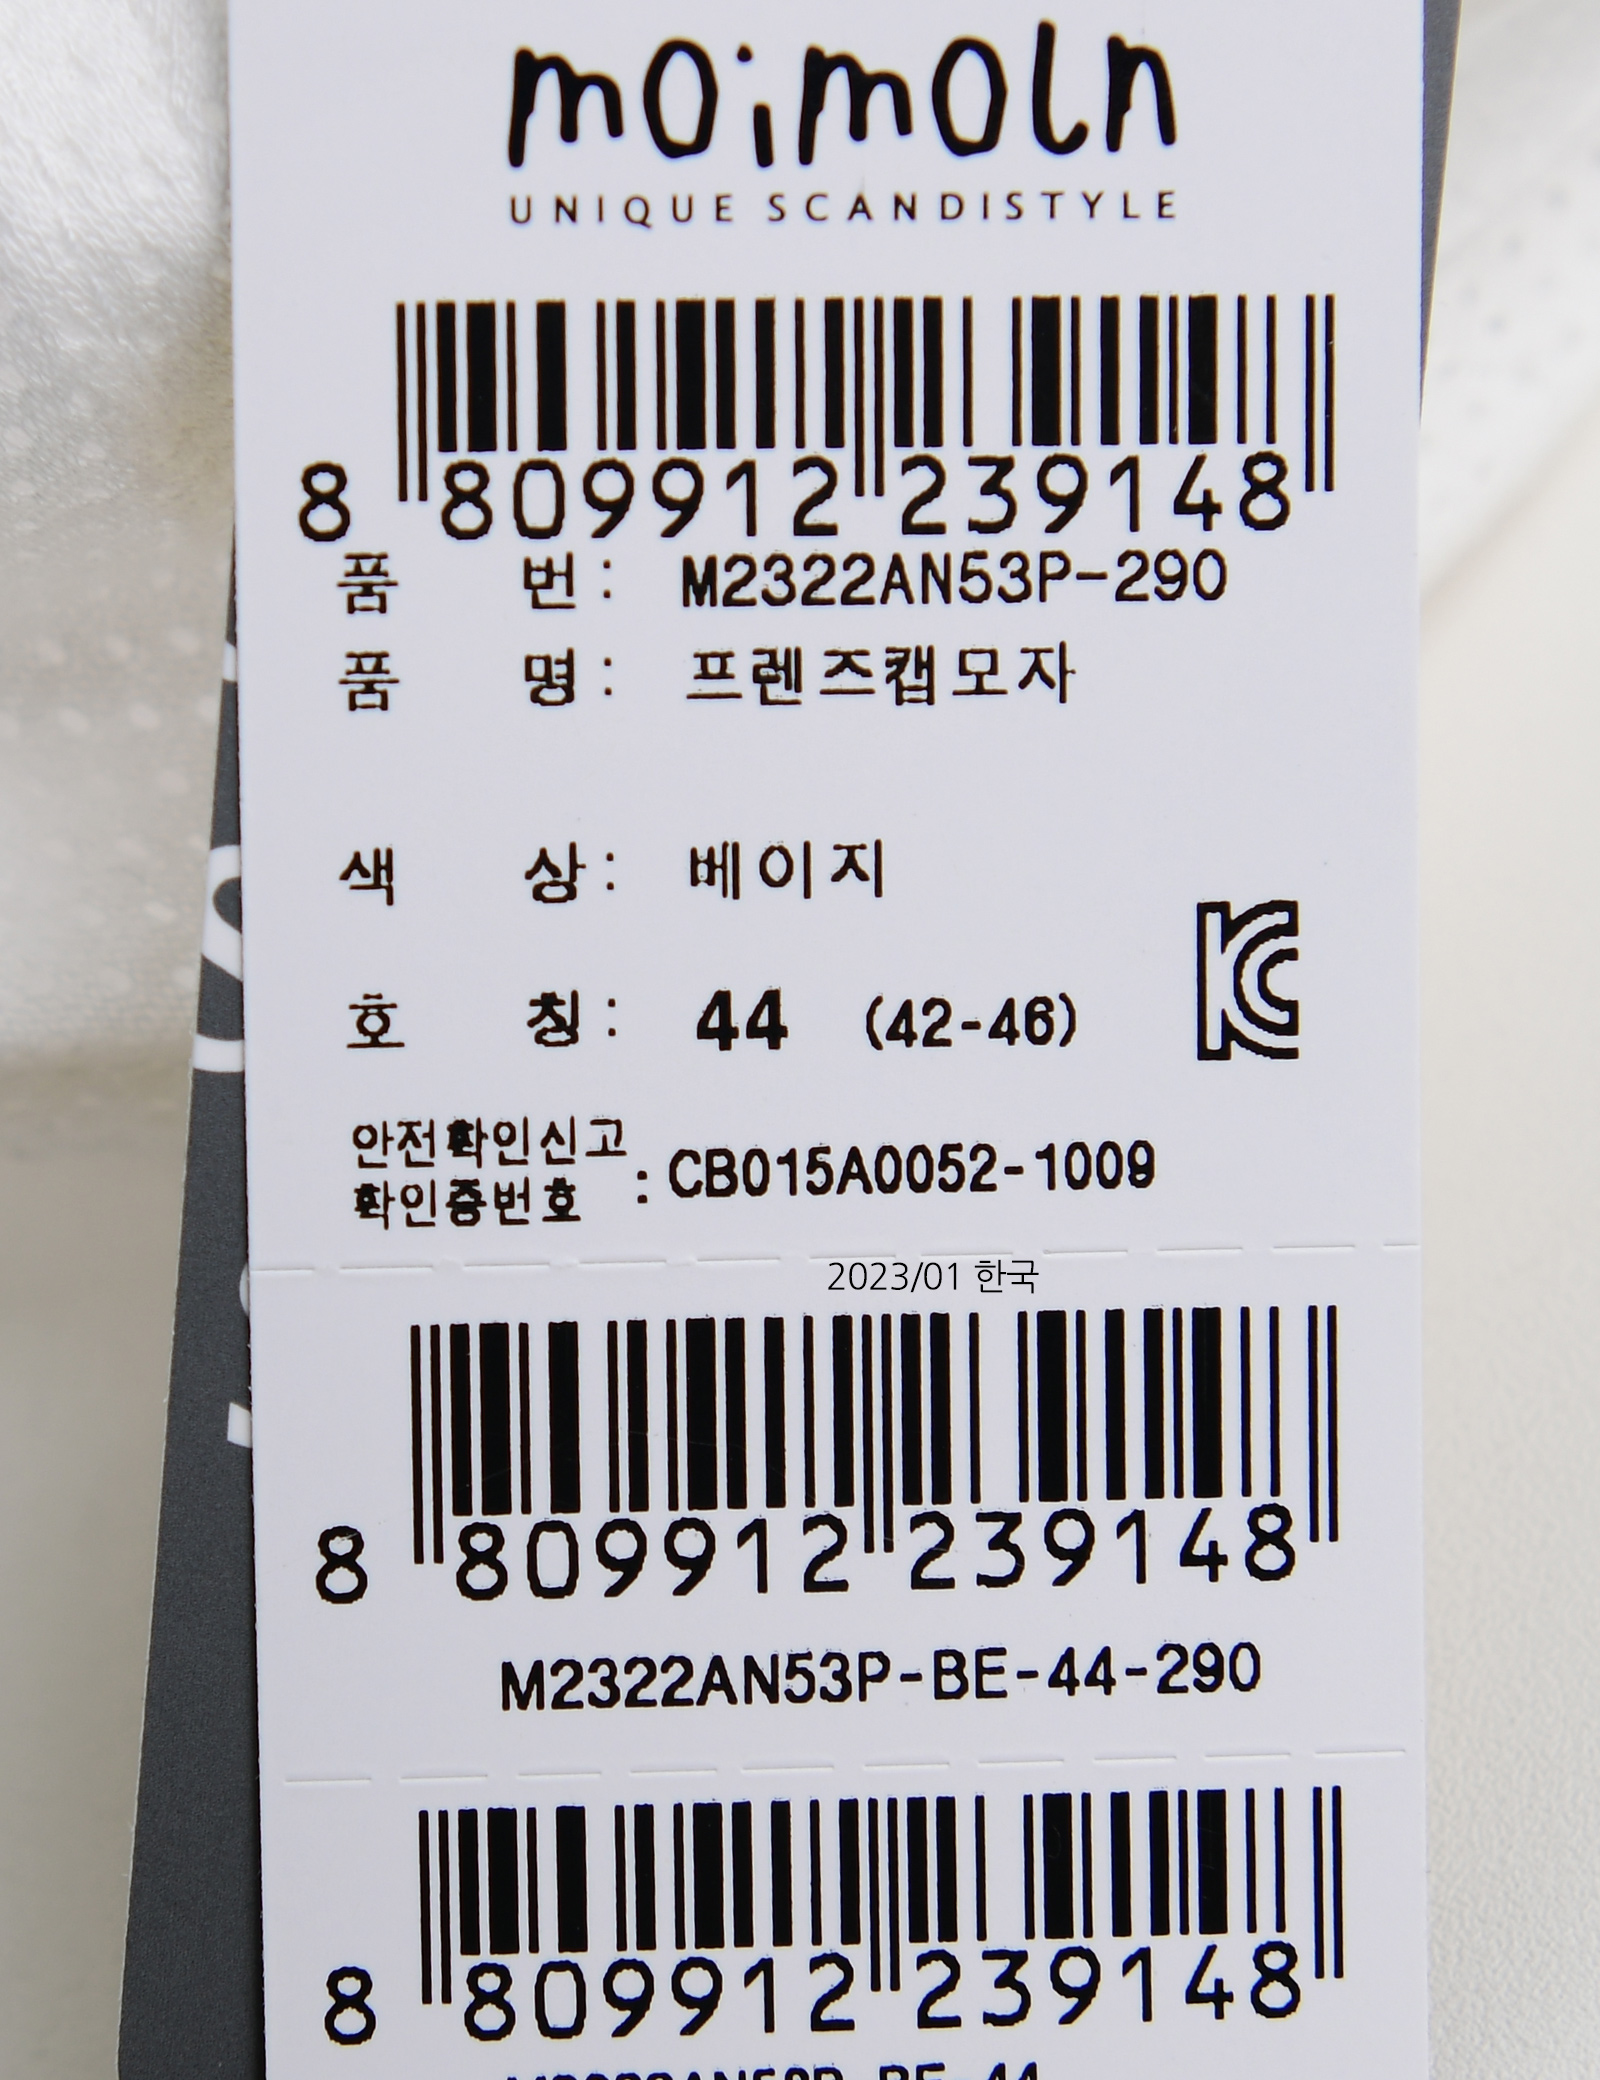 moimoln
UNIQUE SCANDISTYLE
8 809912 239148
품 번 : M2322AN53P-290
품 명 : 프렌즈캡모자
색 상 : 베이지
호 칭 : 44 (42-46)
안전확인신고
확인증번호 : CB015A0052-1009
2023/01 한국
8 809912 239148
M2322AN53P-BE-44-290
8 809912 239148